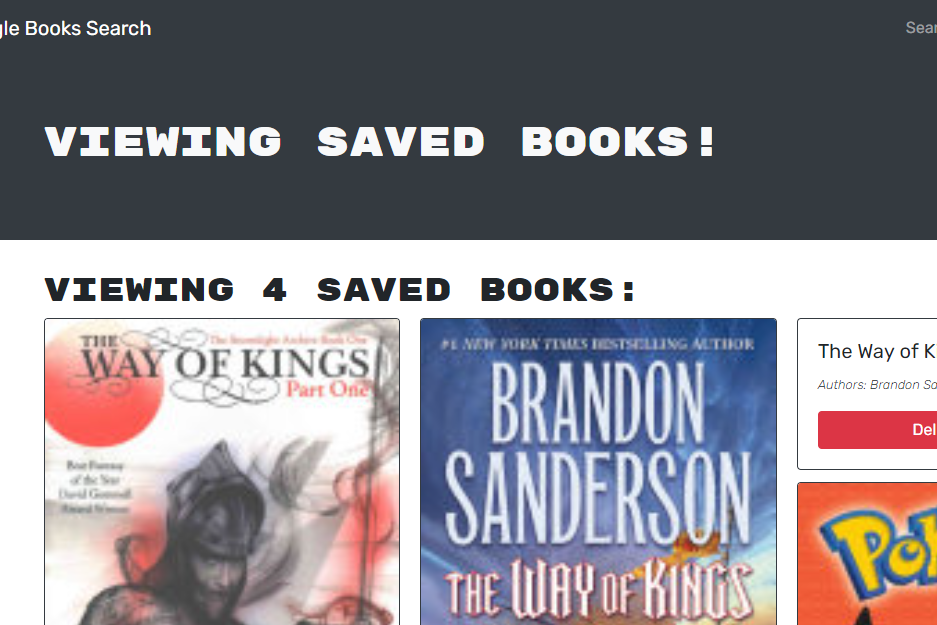 gle Books Search
Sear
VIEWING SAVED BOOKS!
VIEWING 4 SAVED BOOKS:
THE
The Stormlight Archive Book One
WAY OF KINGS
Part One
Best Fantasy
of the Year
David Gemmell
Award Winner
#1 NEW YORK TIMES BESTSELLING AUTHOR
BRANDON
SANDERSON
THE WAY OF KINGS
The Way of K
Authors: Brandon Sa
Del
Pok